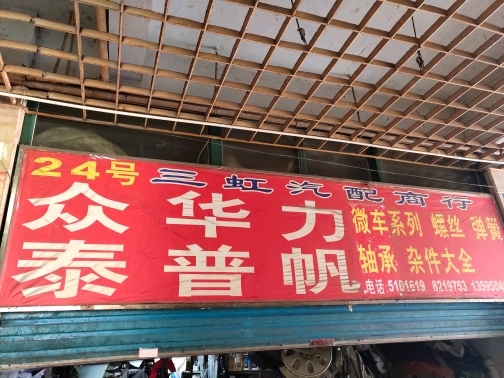 24号 三虹汽配商行
众 华 力
泰 普 帆
微车系列 螺丝 弹簧
轴承 杂件大全
电话:5101619 8219753 1359504